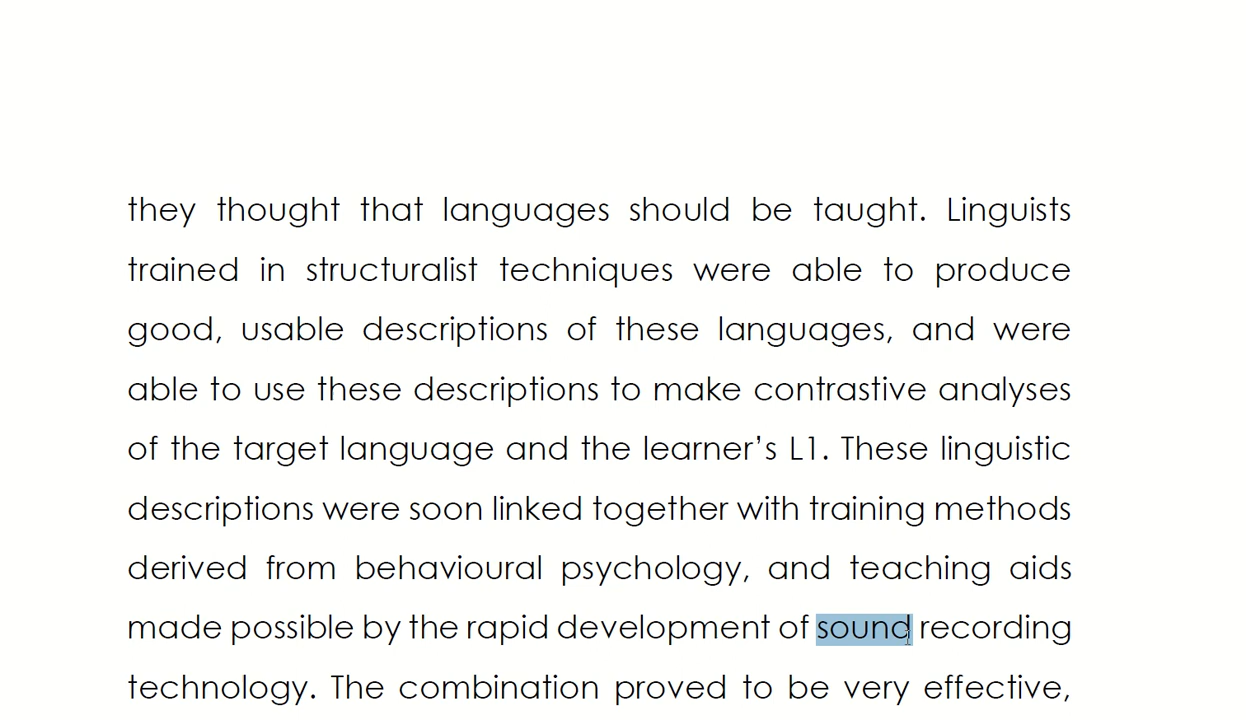 they thought that languages should be taught. Linguists
trained in structuralist techniques were able to produce
good, usable descriptions of these languages, and were
able to use these descriptions to make contrastive analyses
of the target language and the learner’s L1. These linguistic
descriptions were soon linked together with training methods
derived from behavioural psychology, and teaching aids
made possible by the rapid development of sound recording
technology. The combination proved to be very effective,